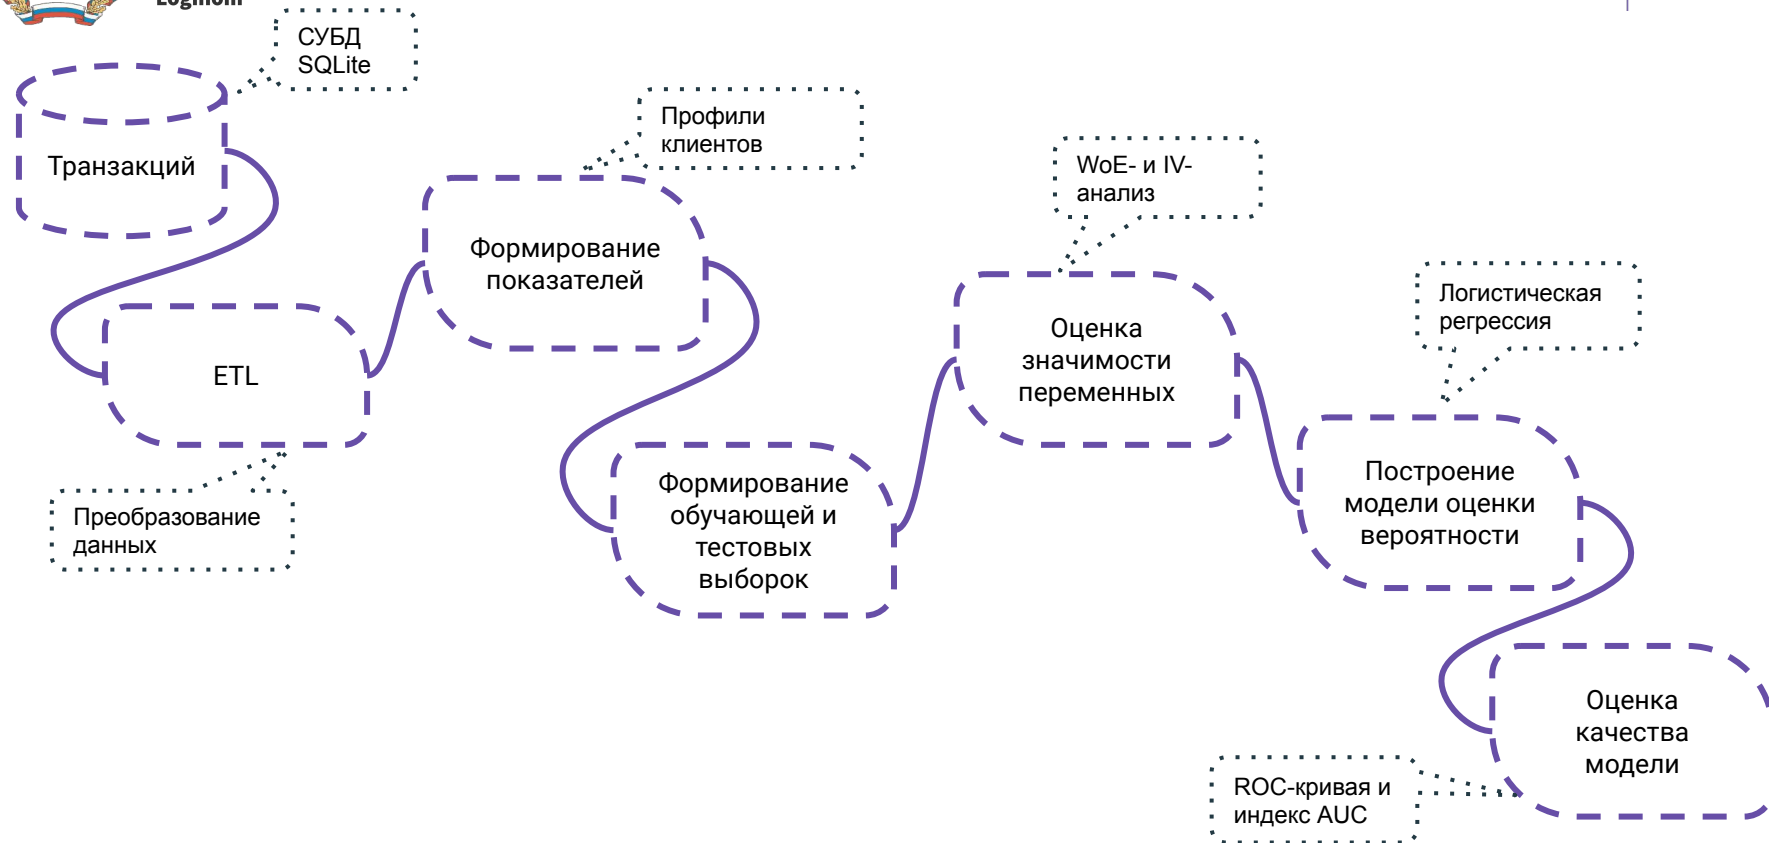 Loginom
СУБД
SQLite
Транзакций
Профили
клиентов
Формирование
показателей
WoE- и IV-
анализ
ETL
Оценка
значимости
переменных
Логистическая
регрессия
Преобразование
данных
Формирование
обучающей и
тестовых
выборок
Построение
модели оценки
вероятности
Оценка
качества
модели
ROC-кривая и
индекс AUC